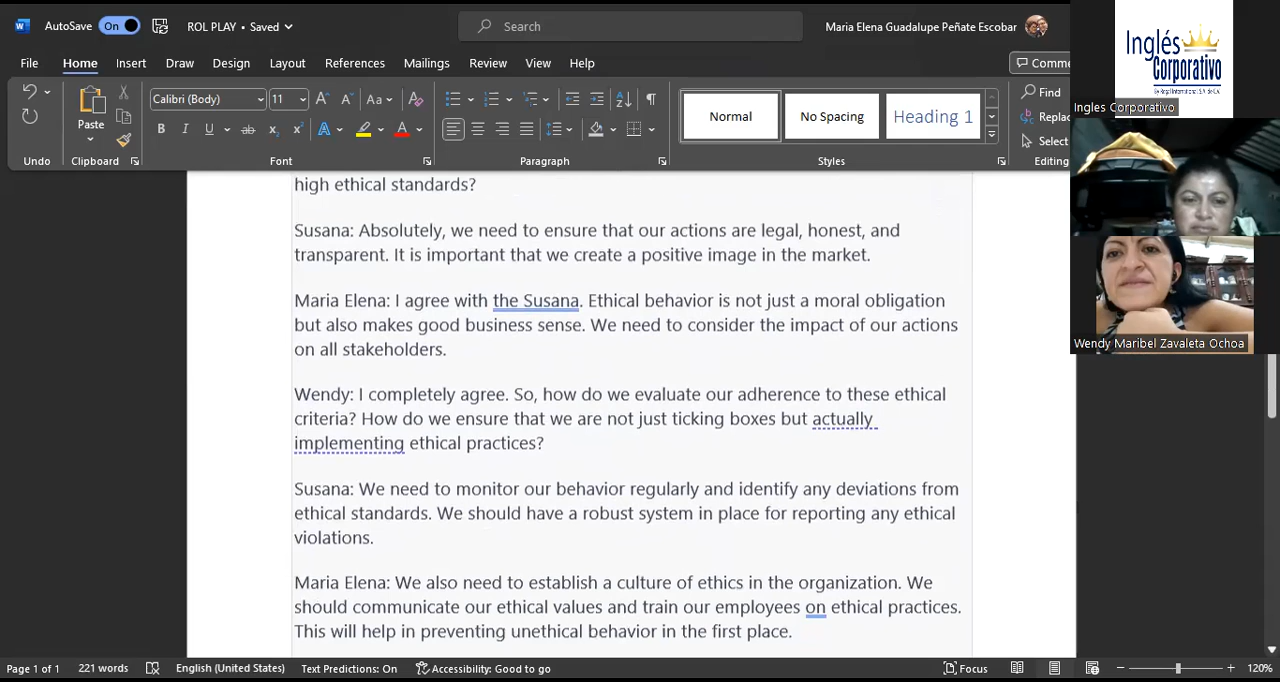 AutoSave On ROL PLAY • Saved Search Maria Elena Guadalupe Peñate Escobar
File Home Insert Draw Design Layout References Mailings Review View Help Comme
Paste Calibri (Body) 11 Aa Normal No Spacing Heading 1 Find
Replac
Select
Undo Clipboard Font Paragraph Styles Editing
Inglés
Corporativo
Ingles Corporativo
high ethical standards?
Susana: Absolutely, we need to ensure that our actions are legal, honest, and
transparent. It is important that we create a positive image in the market.
Maria Elena: I agree with the Susana. Ethical behavior is not just a moral obligation
but also makes good business sense. We need to consider the impact of our actions
on all stakeholders.
Wendy Maribel Zavaleta Ochoa
Wendy: I completely agree. So, how do we evaluate our adherence to these ethical
criteria? How do we ensure that we are not just ticking boxes but actually
implementing ethical practices?
Susana: We need to monitor our behavior regularly and identify any deviations from
ethical standards. We should have a robust system in place for reporting any ethical
violations.
Maria Elena: We also need to establish a culture of ethics in the organization. We
should communicate our ethical values and train our employees on ethical practices.
This will help in preventing unethical behavior in the first place.
Page 1 of 1 221 words English (United States) Text Predictions: On Accessibility: Good to go Focus 120%